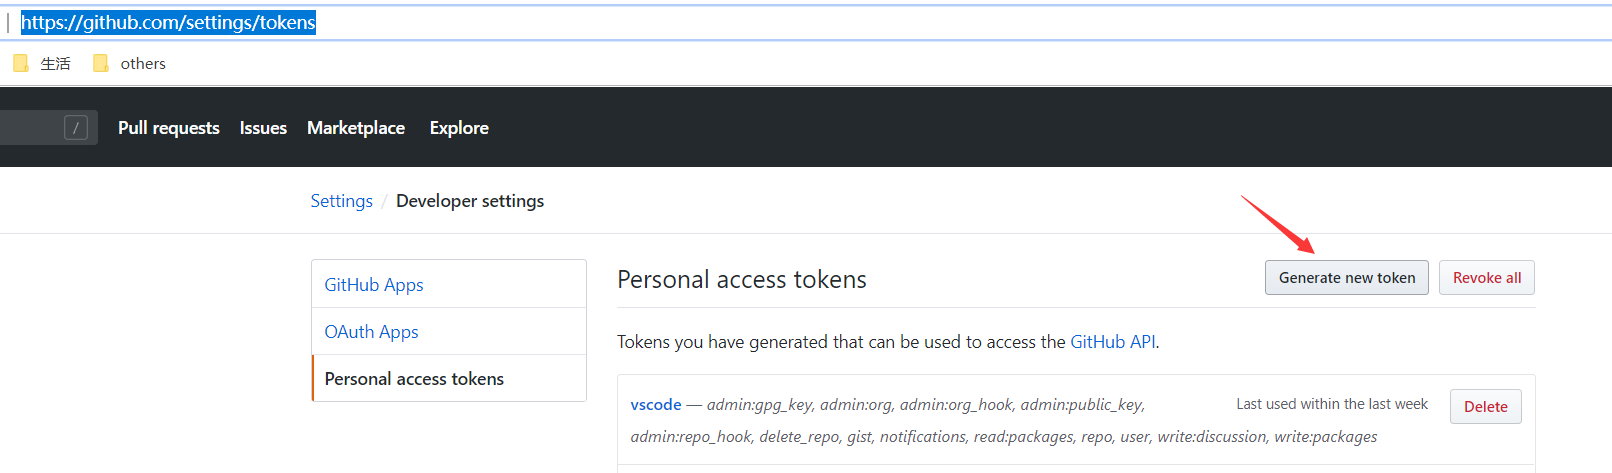 https://github.com/settings/tokens
生活 others
/ Pull requests Issues Marketplace Explore
Settings / Developer settings
GitHub Apps
OAuth Apps
Personal access tokens
Personal access tokens
Generate new token Revoke all
Tokens you have generated that can be used to access the GitHub API.
vscode — admin:gpg_key, admin:org, admin:org_hook, admin:public_key,
admin:repo_hook, delete_repo, gist, notifications, read:packages, repo, user, write:discussion, write:packages
Last used within the last week
Delete